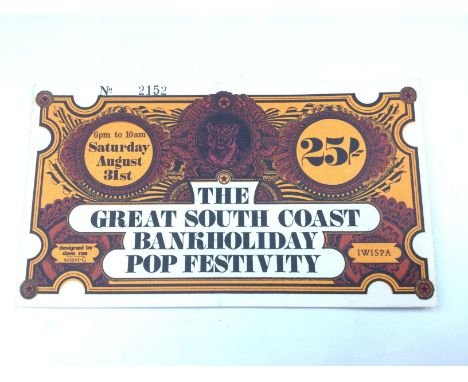 No 2152
6pm to 10am
Saturday
August
31st
25/-
THE
GREAT SOUTH COAST
BANKHOLIDAY
POP FESTIVITY
designed by
dave roe
solent·G
IWISPA